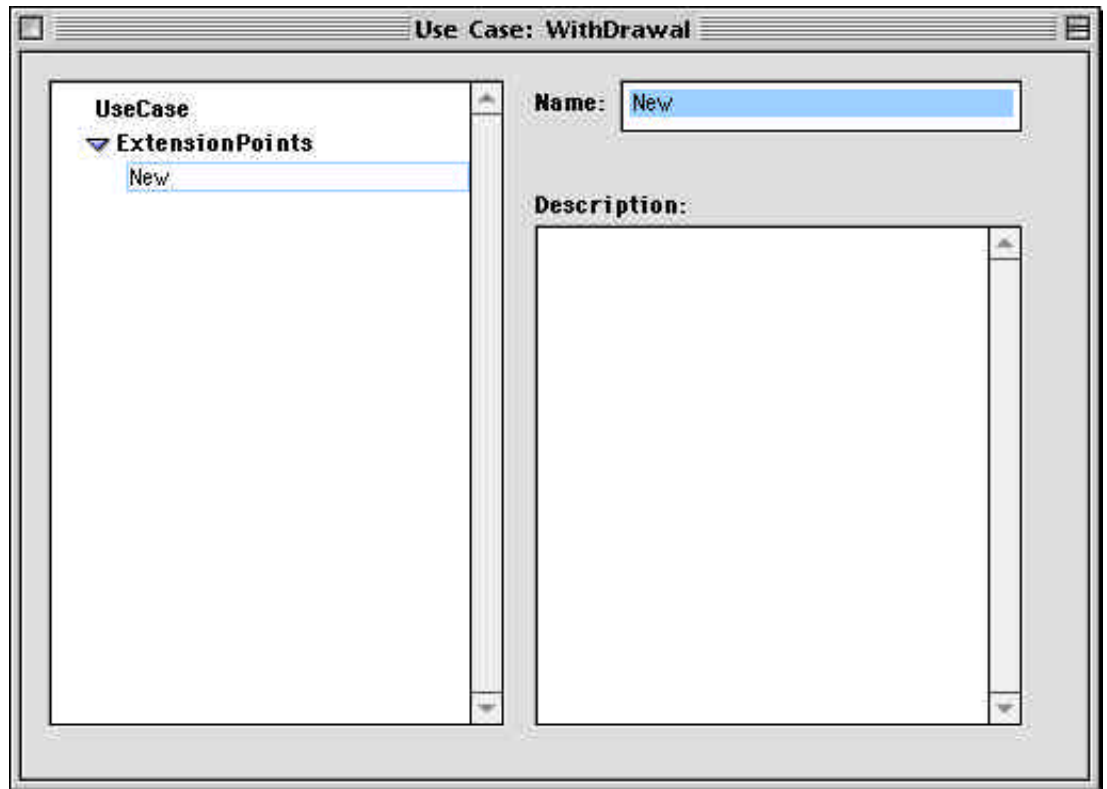 Use Case: WithDrawal
UseCase
ExtensionPoints
New
Name: New
Description: